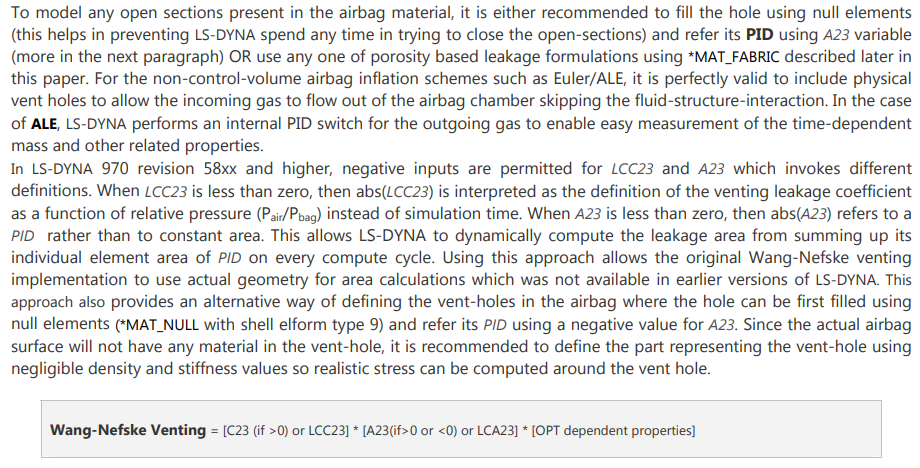 To model any open sections present in the airbag material, it is either recommended to fill the hole using null elements
(this helps in preventing LS-DYNA spend any time in trying to close the open-sections) and refer its PID using A23 variable
(more in the next paragraph) OR use any one of porosity based leakage formulations using *MAT_FABRIC described later in
this paper. For the non-control-volume airbag inflation schemes such as Euler/ALE, it is perfectly valid to include physical
vent holes to allow the incoming gas to flow out of the airbag chamber skipping the fluid-structure-interaction. In the case
of ALE, LS-DYNA performs an internal PID switch for the outgoing gas to enable easy measurement of the time-dependent
mass and other related properties.
In LS-DYNA 970 revision 58xx and higher, negative inputs are permitted for LCC23 and A23 which invokes different
definitions. When LCC23 is less than zero, then abs(LCC23) is interpreted as the definition of the venting leakage coefficient
as a function of relative pressure (Pair/Pbag) instead of simulation time. When A23 is less than zero, then abs(A23) refers to a
PID rather than to constant area. This allows LS-DYNA to dynamically compute the leakage area from summing up its
individual element area of PID on every compute cycle. Using this approach allows the original Wang-Nefske venting
implementation to use actual geometry for area calculations which was not available in earlier versions of LS-DYNA. This
approach also provides an alternative way of defining the vent-holes in the airbag where the hole can be first filled using
null elements (*MAT_NULL with shell elform type 9) and refer its PID using a negative value for A23. Since the actual airbag
surface will not have any material in the vent-hole, it is recommended to define the part representing the vent-hole using
negligible density and stiffness values so realistic stress can be computed around the vent hole.
Wang-Nefske Venting = [C23 (if >0) or LCC23] * [A23(if>0 or <0) or LCA23] * [OPT dependent properties]